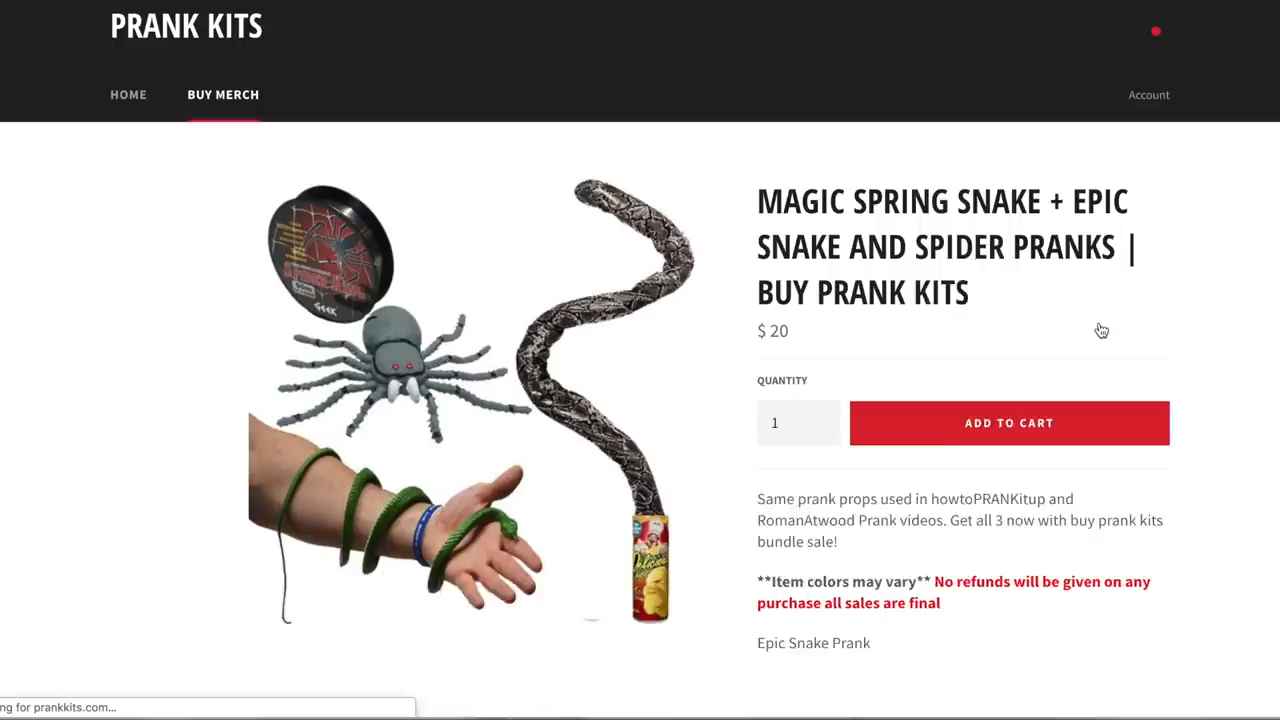 PRANK KITS
HOME
BUY MERCH
Account
MAGIC SPRING SNAKE + EPIC
SNAKE AND SPIDER PRANKS |
BUY PRANK KITS
$ 20
QUANTITY
1
ADD TO CART
Same prank props used in howtoPRANKitup and
RomanAtwood Prank videos. Get all 3 now with buy prank kits
bundle sale!
**Item colors may vary** No refunds will be given on any
purchase all sales are final
Epic Snake Prank
GEEK
ng for prankkits.com...